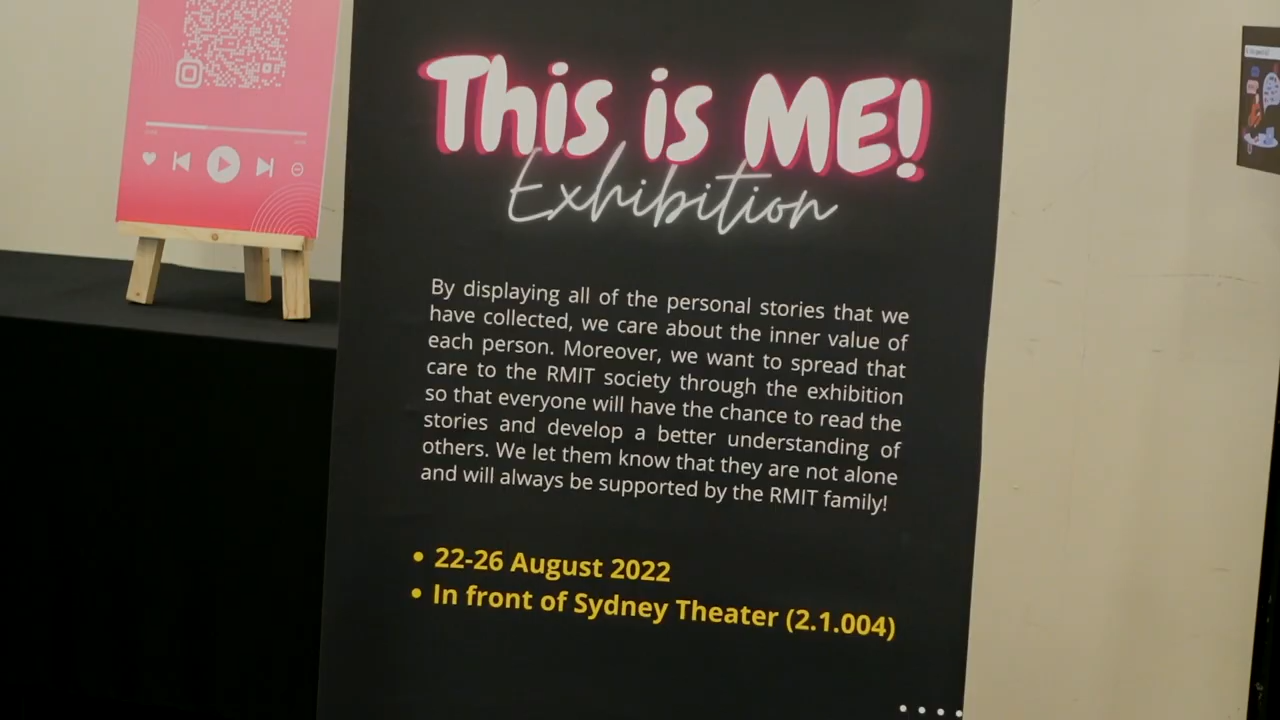 This is ME!
Exhibition
By displaying all of the personal stories that we
have collected, we care about the inner value of
each person. Moreover, we want to spread that
care to the RMIT society through the exhibition
so that everyone will have the chance to read the
stories and develop a better understanding of
others. We let them know that they are not alone
and will always be supported by the RMIT family!
• 22-26 August 2022
• In front of Sydney Theater (2.1.004)